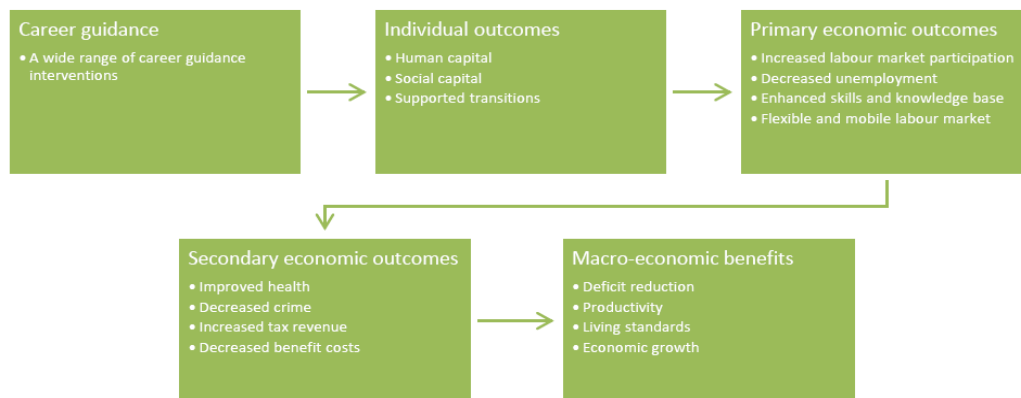 Career guidance
• A wide range of career guidance
interventions
Individual outcomes
• Human capital
• Social capital
• Supported transitions
Primary economic outcomes
• Increased labour market participation
• Decreased unemployment
• Enhanced skills and knowledge base
• Flexible and mobile labour market
Secondary economic outcomes
• Improved health
• Decreased crime
• Increased tax revenue
• Decreased benefit costs
Macro-economic benefits
• Deficit reduction
• Productivity
• Living standards
• Economic growth